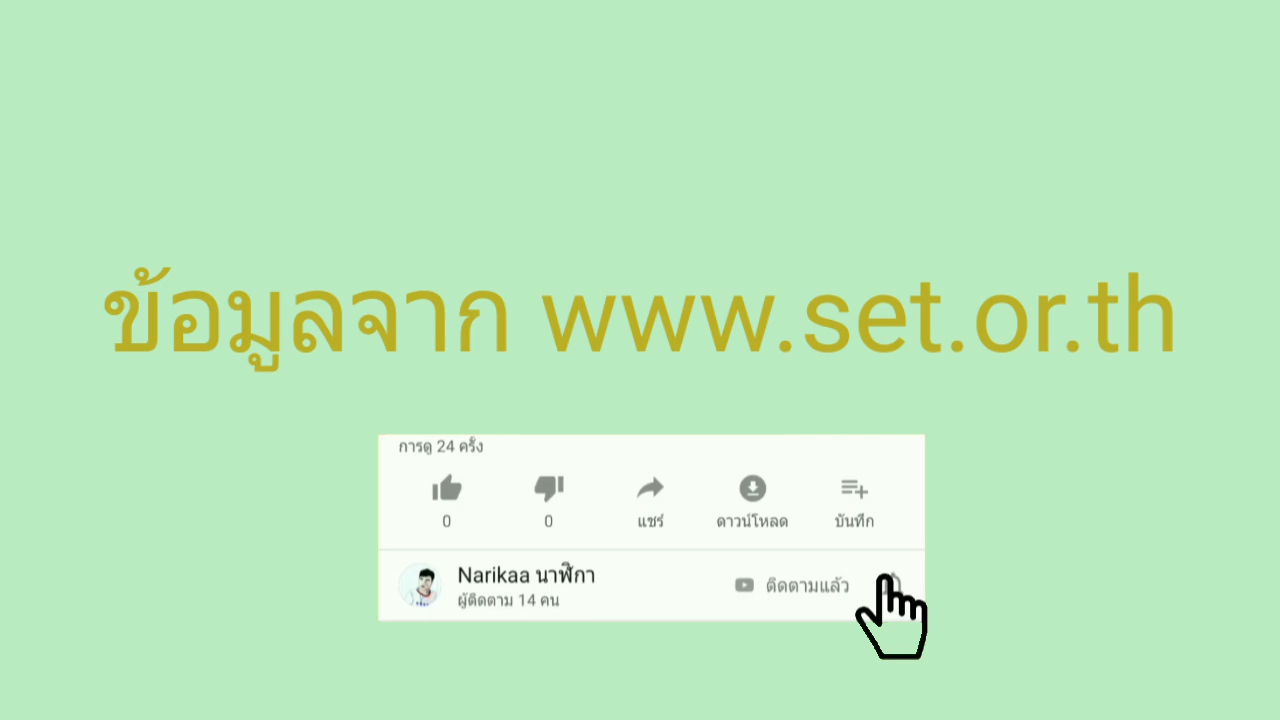 ข้อมูลจาก www.set.or.th
การดู 24 ครั้ง
0 0 แชร์ ดาวน์โหลด บันทึก
Narikaa นาฬิกา
ติดตามแล้ว
ผู้ติดตาม 14 คน